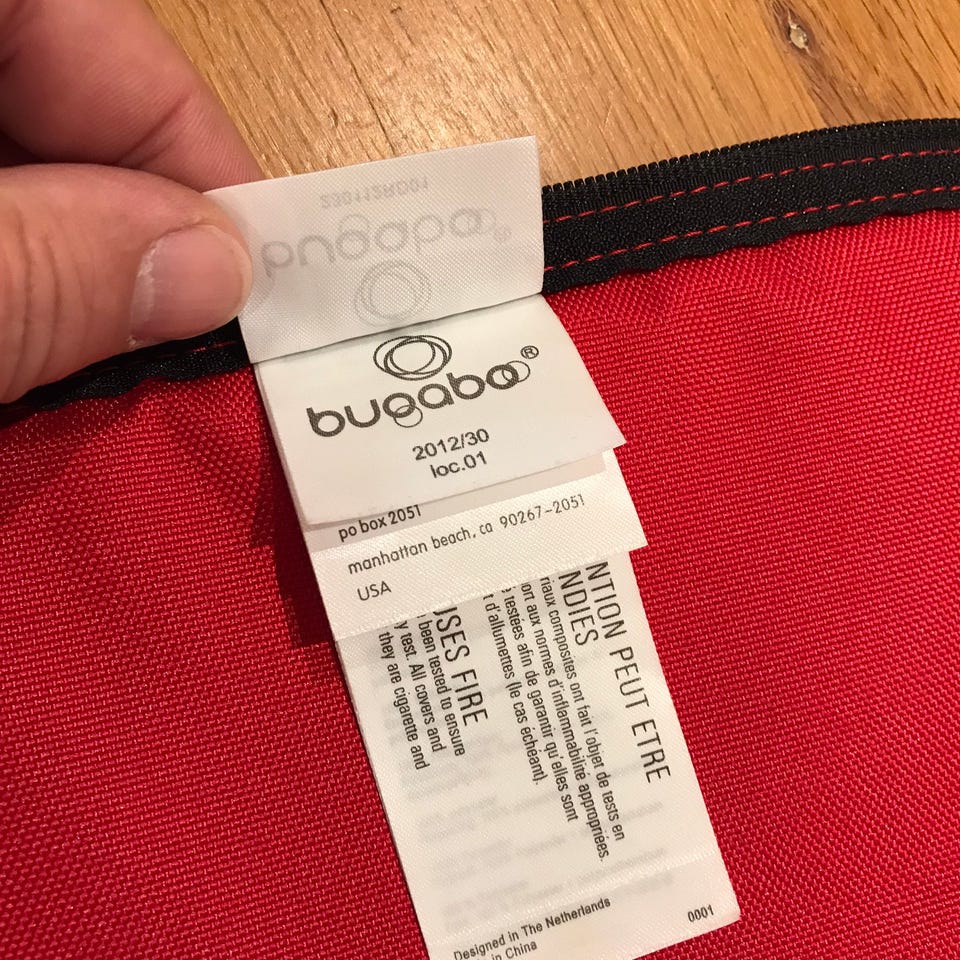 230112RD01
bugaboo®
bugaboo®
2012/30
loc.01
po box 2051
manhattan beach, ca 90267-2051
USA
NTION PEUT ETRE
NDIES
riaux composites ont fait l'objet de tests en
ort aux normes d'inflammabilité appropriées.
testées afin de garantir qu'elles sont
d'allumettes (le cas échéant).
USES FIRE
been tested to ensure
y test. All covers and
they are cigarette and
Designed in The Netherlands
in China
0001